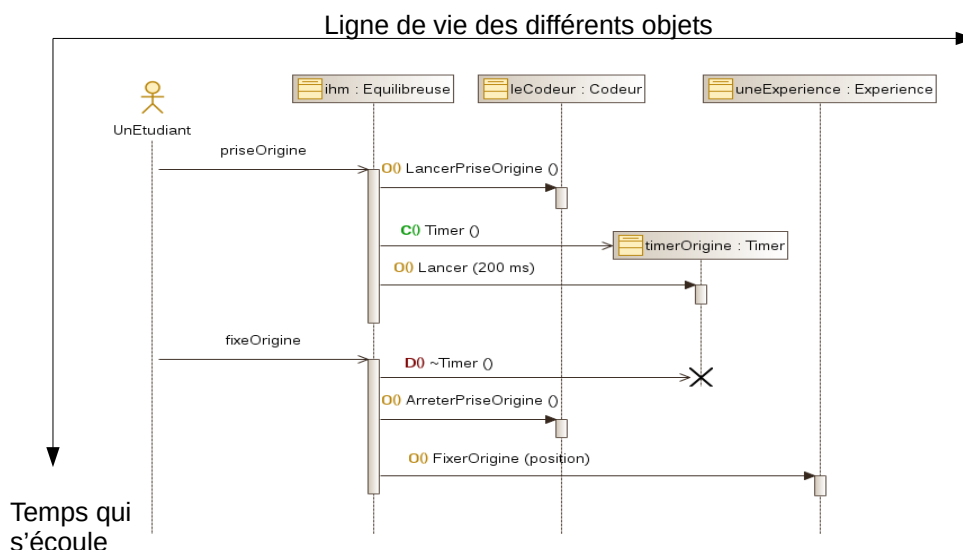 Ligne de vie des différents objets
ihm : Equilibreuse
leCodeur : Codeur
uneExperience : Experience
UnEtudiant
priseOrigine
O() LancerPriseOrigine ()
C() Timer ()
timerOrigine : Timer
O() Lancer (200 ms)
fixeOrigine
D() ~Timer ()
O() ArreterPriseOrigine ()
O() FixerOrigine (position)
Temps qui
s’écoule